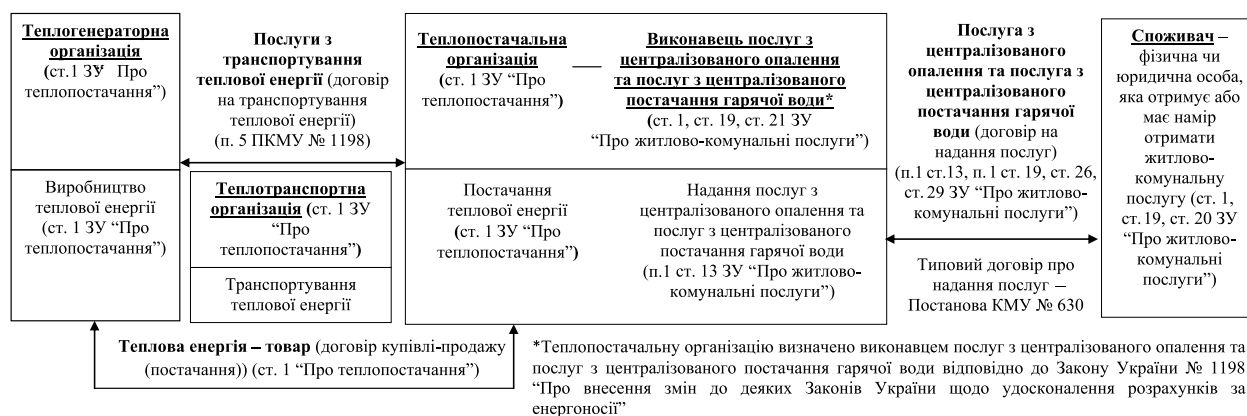 Теплогенераторна
організація
(ст.1 ЗУ Про
теплопостачання”)
Виробництво
теплової енергії
(ст. 1 ЗУ “Про
теплопостачання”)
Послуги з
транспортування
теплової енергії (договір
на транспортування
теплової енергії)
(п. 5 ПКМУ № 1198)
Теплотранспортна
організація (ст. 1 ЗУ
“Про
теплопостачання”)
Транспортування
теплової енергії
Теплопостачальна
організація
(ст. 1 ЗУ “Про
теплопостачання”)
Виконавець послуг з
централізованого опалення
та послуг з централізованого
постачання гарячої води*
(ст. 1, ст. 19, ст. 21 ЗУ
“Про житлово-комунальні послуги”)
Постачання
теплової енергії
(ст. 1 ЗУ “Про
теплопостачання”)
Надання послуг з
централізованого опалення та
послуг з централізованого
постачання гарячої води
(п.1 ст. 13 ЗУ “Про житлово-
комунальні послуги”)
Послуга з
централізованого
опалення та послуга з
централізованого
постачання гарячої
води (договір на
надання послуг)
(п.1 ст.13, п.1 ст. 19, ст. 26,
ст.29 ЗУ “Про житлово-
комунальні послуги”)
Типовий договір про
надання послуг –
Постанова КМУ № 630
Споживач –
фізична чи
юридична особа,
яка отримує або
має намір
отримати
житлово-
комунальну
послугу (ст. 1,
ст.19, ст. 20 ЗУ
“Про житлово-
комунальні
послуги”)
Теплова енергія – товар (договір купівлі-продажу
(постачання)) (ст. 1 “Про теплопостачання”)
*Теплопостачальну організацію визначено виконавцем послуг з централізованого опалення та
послуг з централізованого постачання гарячої води відповідно до Закону України № 1198
“Про внесення змін до деяких Законів України щодо удосконалення розрахунків за
енергоносії”